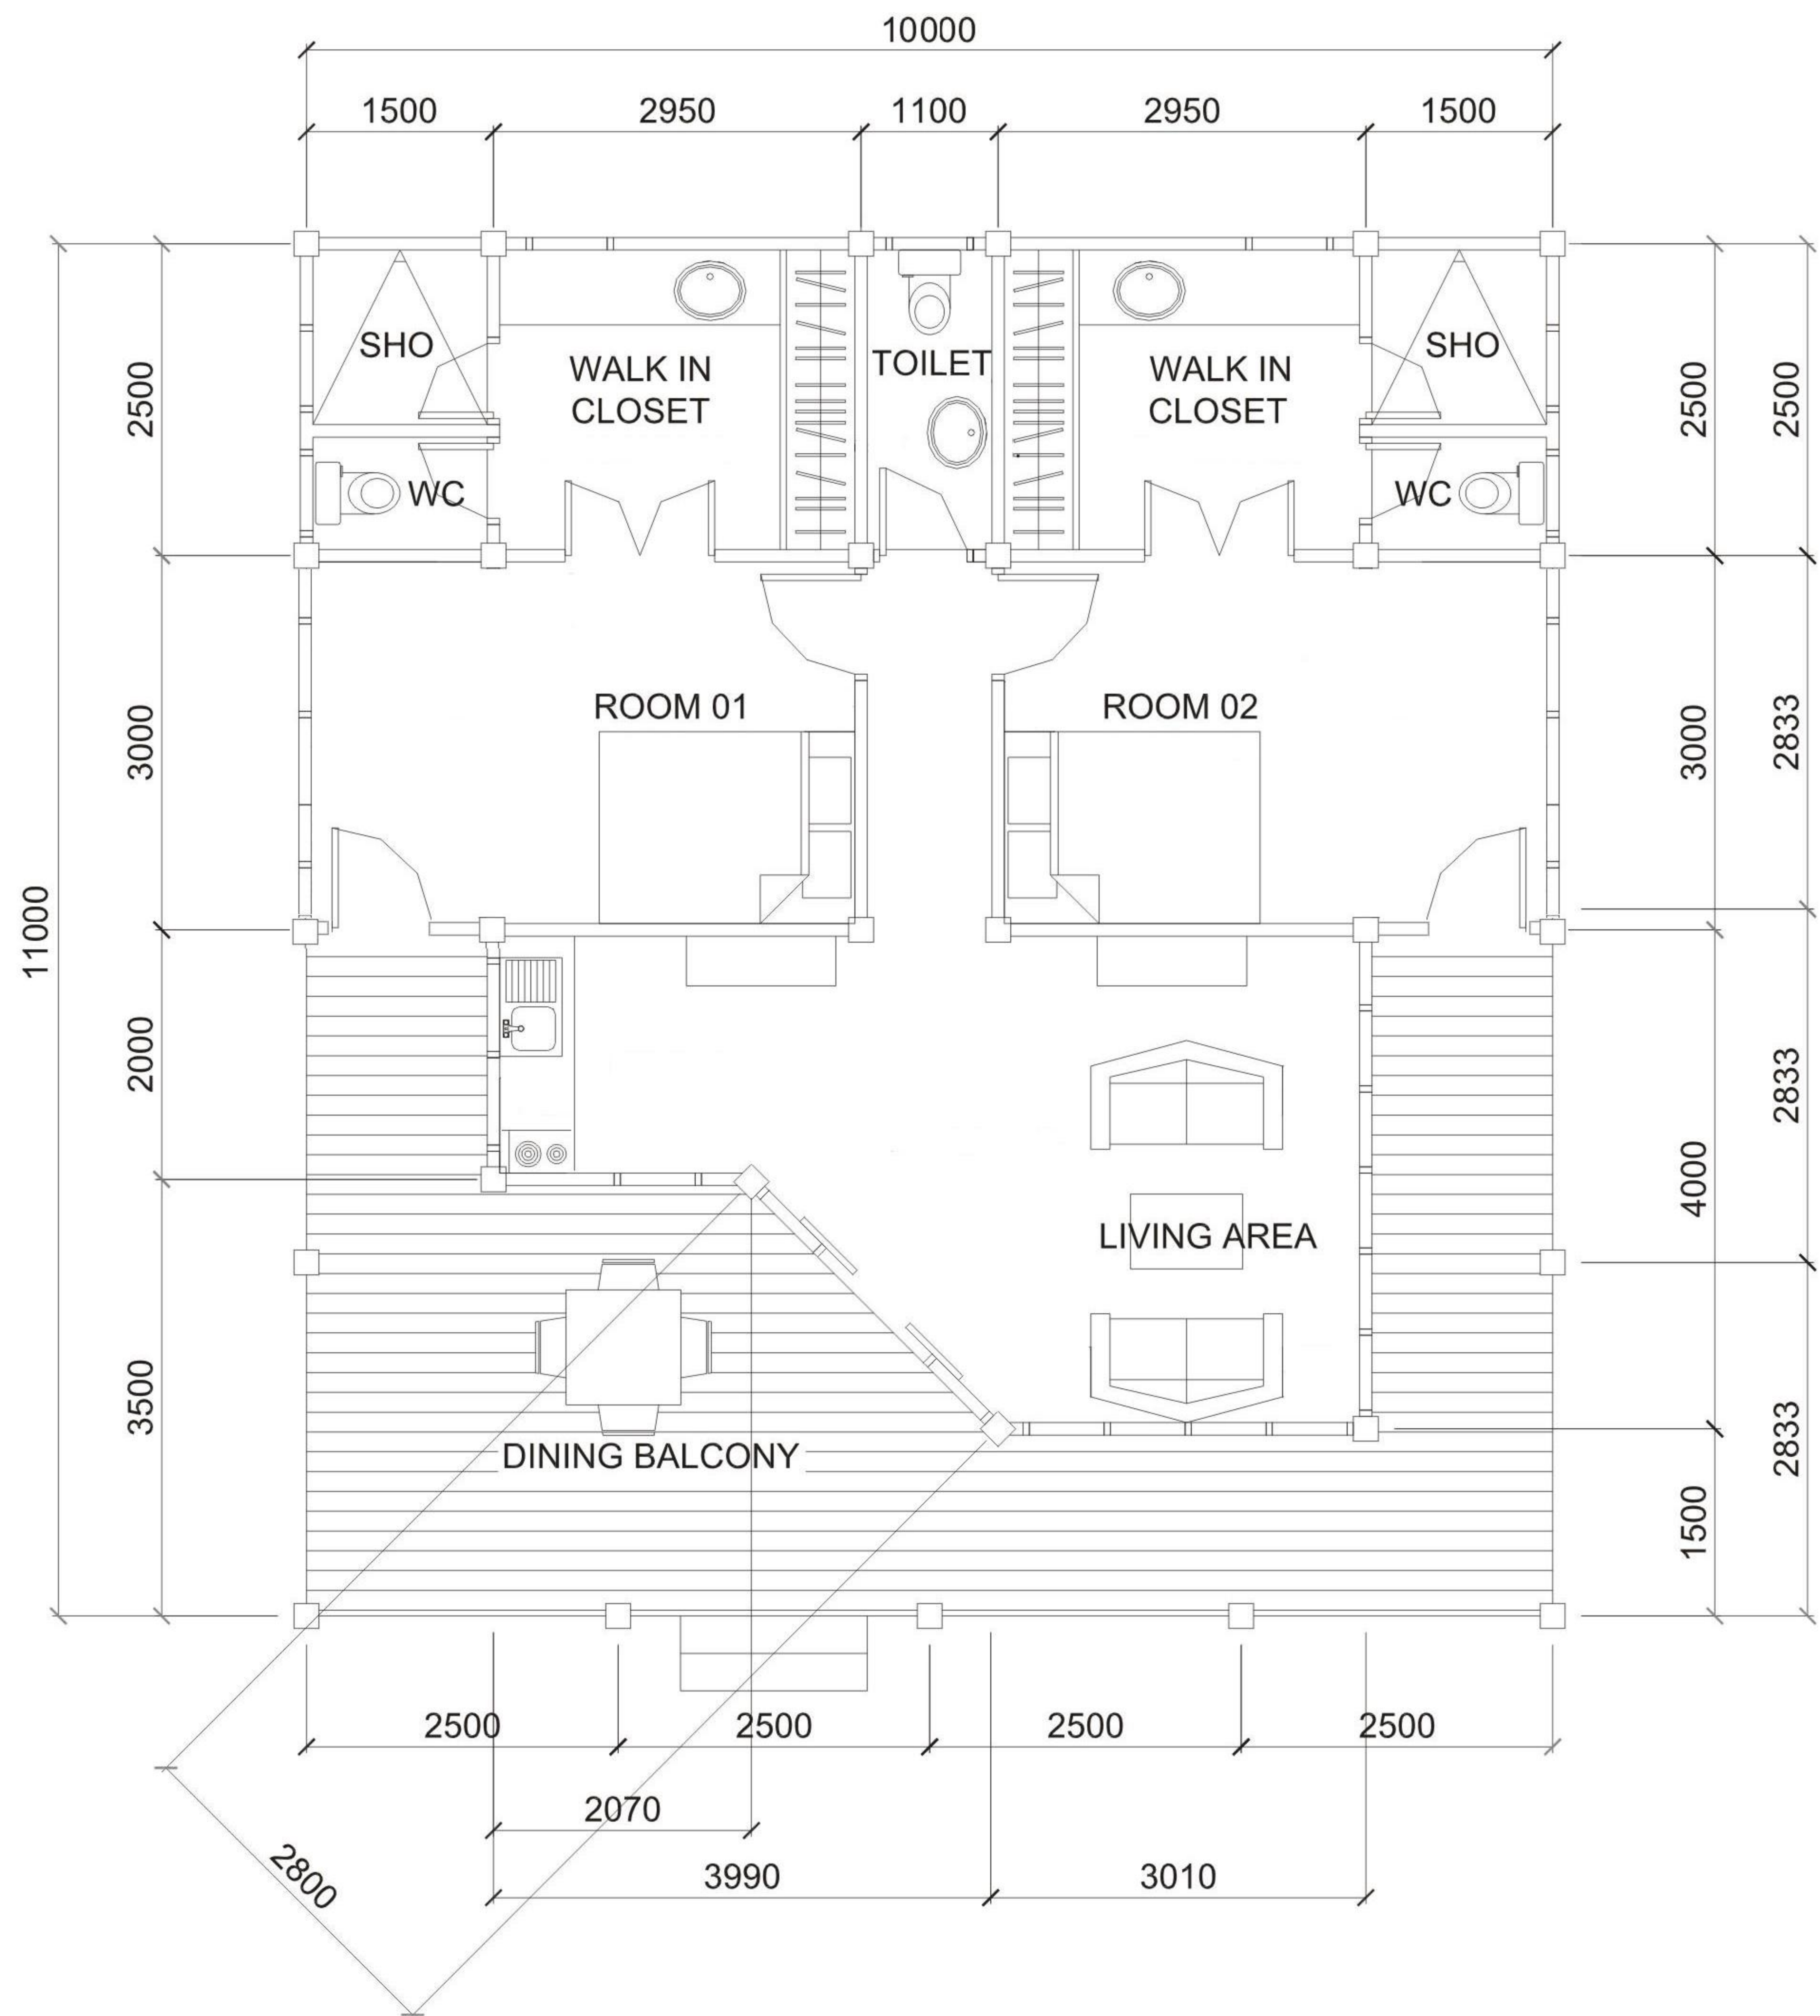 10000
1500 2950 1100 2950 1500
SHO SHO
WALK IN TOILET WALK IN
CLOSET CLOSET
2500 2500 2500
WC WC
ROOM 01 ROOM 02
3000 3000 2833
11000
2000 2833
4000
LIVING AREA
3500 2833
DINING BALCONY
1500
2500 2500 2500 2500
2070
2800
3990 3010